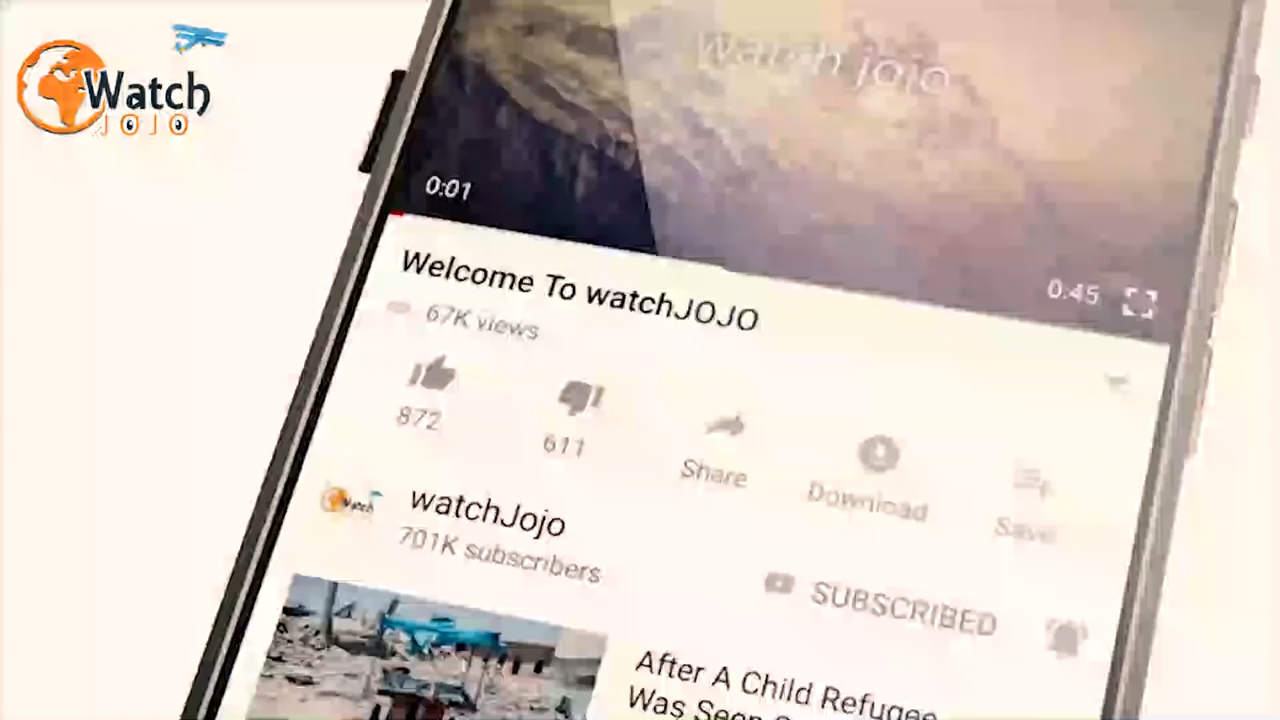 Watch
JOJO
watch jojo
0:01
0:45
Welcome To watchJOJO
67K views
872
611
Share
Download
Save
Watch
watchJojo
701K subscribers
SUBSCRIBED
After A Child Refugee
Was Seen